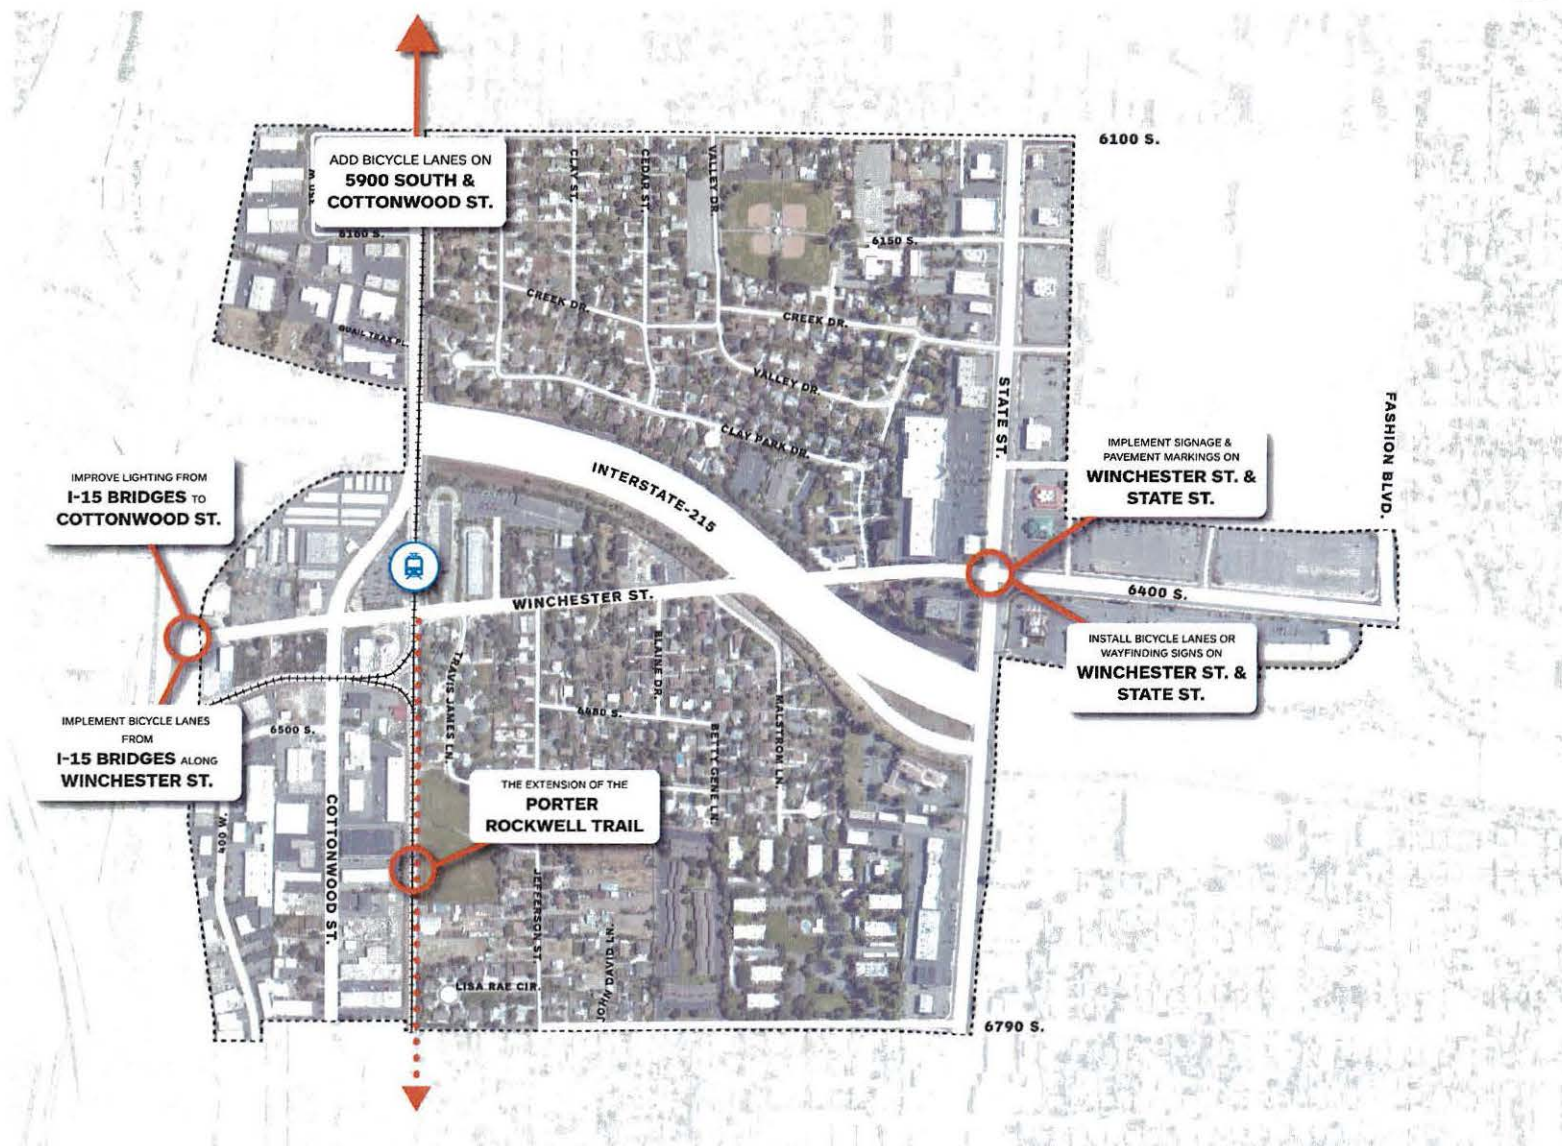 6100 S.
ADD BICYCLE LANES ON
5900 SOUTH &
COTTONWOOD ST.
CLAY ST.
CEDAR ST.
VALLEY DR.
6160 S.
6150 S.
CREEK DR.
CREEK DR.
QUAIL TRAX PL.
VALLEY DR.
STATE ST.
FASHION BLVD.
CLAY PARK DR.
INTERSTATE-215
IMPLEMENT SIGNAGE &
PAVEMENT MARKINGS ON
WINCHESTER ST. &
STATE ST.
IMPROVE LIGHTING FROM
I-15 BRIDGES TO
COTTONWOOD ST.
WINCHESTER ST.
6400 S.
INSTALL BICYCLE LANES OR
WAYFINDING SIGNS ON
WINCHESTER ST. &
STATE ST.
TRAVIS JAMES LN.
BLAINE DR.
MALSTROM LN.
6480 S.
BETTY GENE LN.
6500 S.
IMPLEMENT BICYCLE LANES
FROM
I-15 BRIDGES ALONG
WINCHESTER ST.
THE EXTENSION OF THE
PORTER
ROCKWELL TRAIL
400 W.
COTTONWOOD ST.
JEFFERSON ST.
JOHN DAVID LN.
LISA RAE CIR.
6790 S.